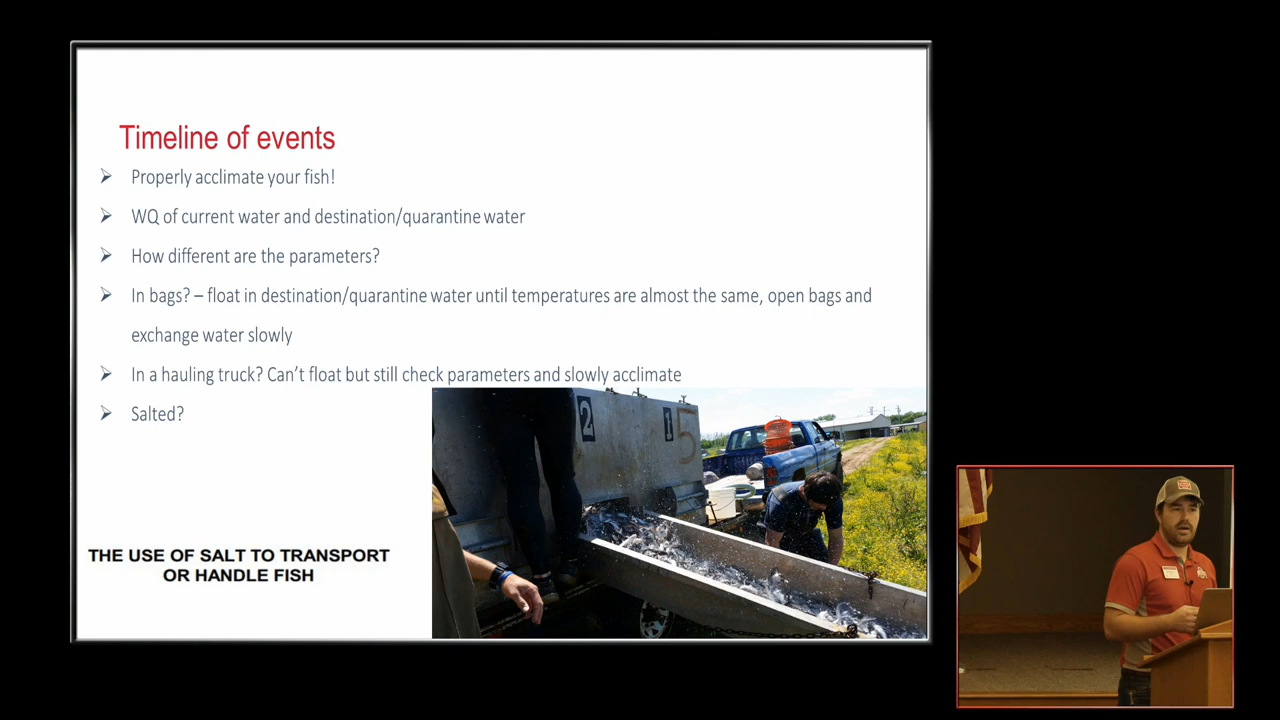 Timeline of events
Properly acclimate your fish!
WQ of current water and destination/quarantine water
How different are the parameters?
In bags? – float in destination/quarantine water until temperatures are almost the same, open bags and
exchange water slowly
In a hauling truck? Can't float but still check parameters and slowly acclimate
Salted?
2
1
5
THE USE OF SALT TO TRANSPORT
OR HANDLE FISH